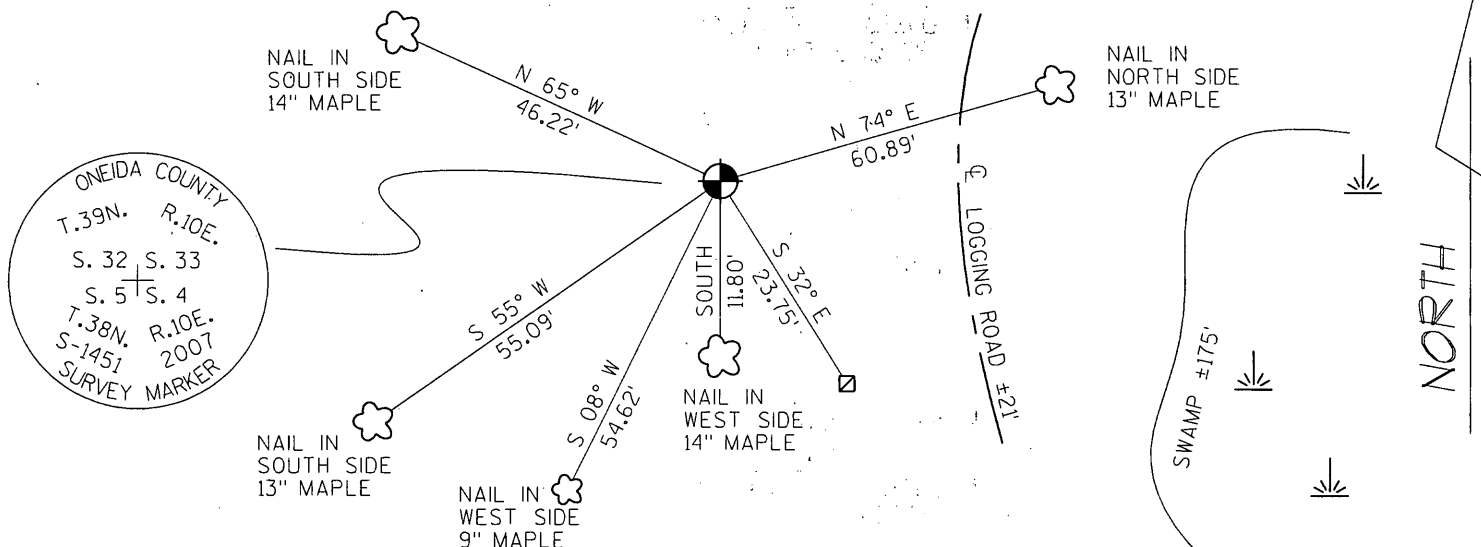 NAIL IN
SOUTH SIDE
14" MAPLE
N 65° W
46.22'
N 74° E
60.89'
NAIL IN
NORTH SIDE
13" MAPLE
ONEIDA COUNTY
T.39N. R.10E.
S. 32 S. 33
S. 5 S. 4
T.38N. R.10E.
S-1451 2007
SURVEY MARKER
S 55° W
55.09'
S 08° W
54.62'
SOUTH
11.80'
S 32° E
23.75'
℄ LOGGING ROAD ±21'
SWAMP ±175'
NORTH
NAIL IN
SOUTH SIDE
13" MAPLE
NAIL IN
WEST SIDE
9" MAPLE
NAIL IN
WEST SIDE
14" MAPLE